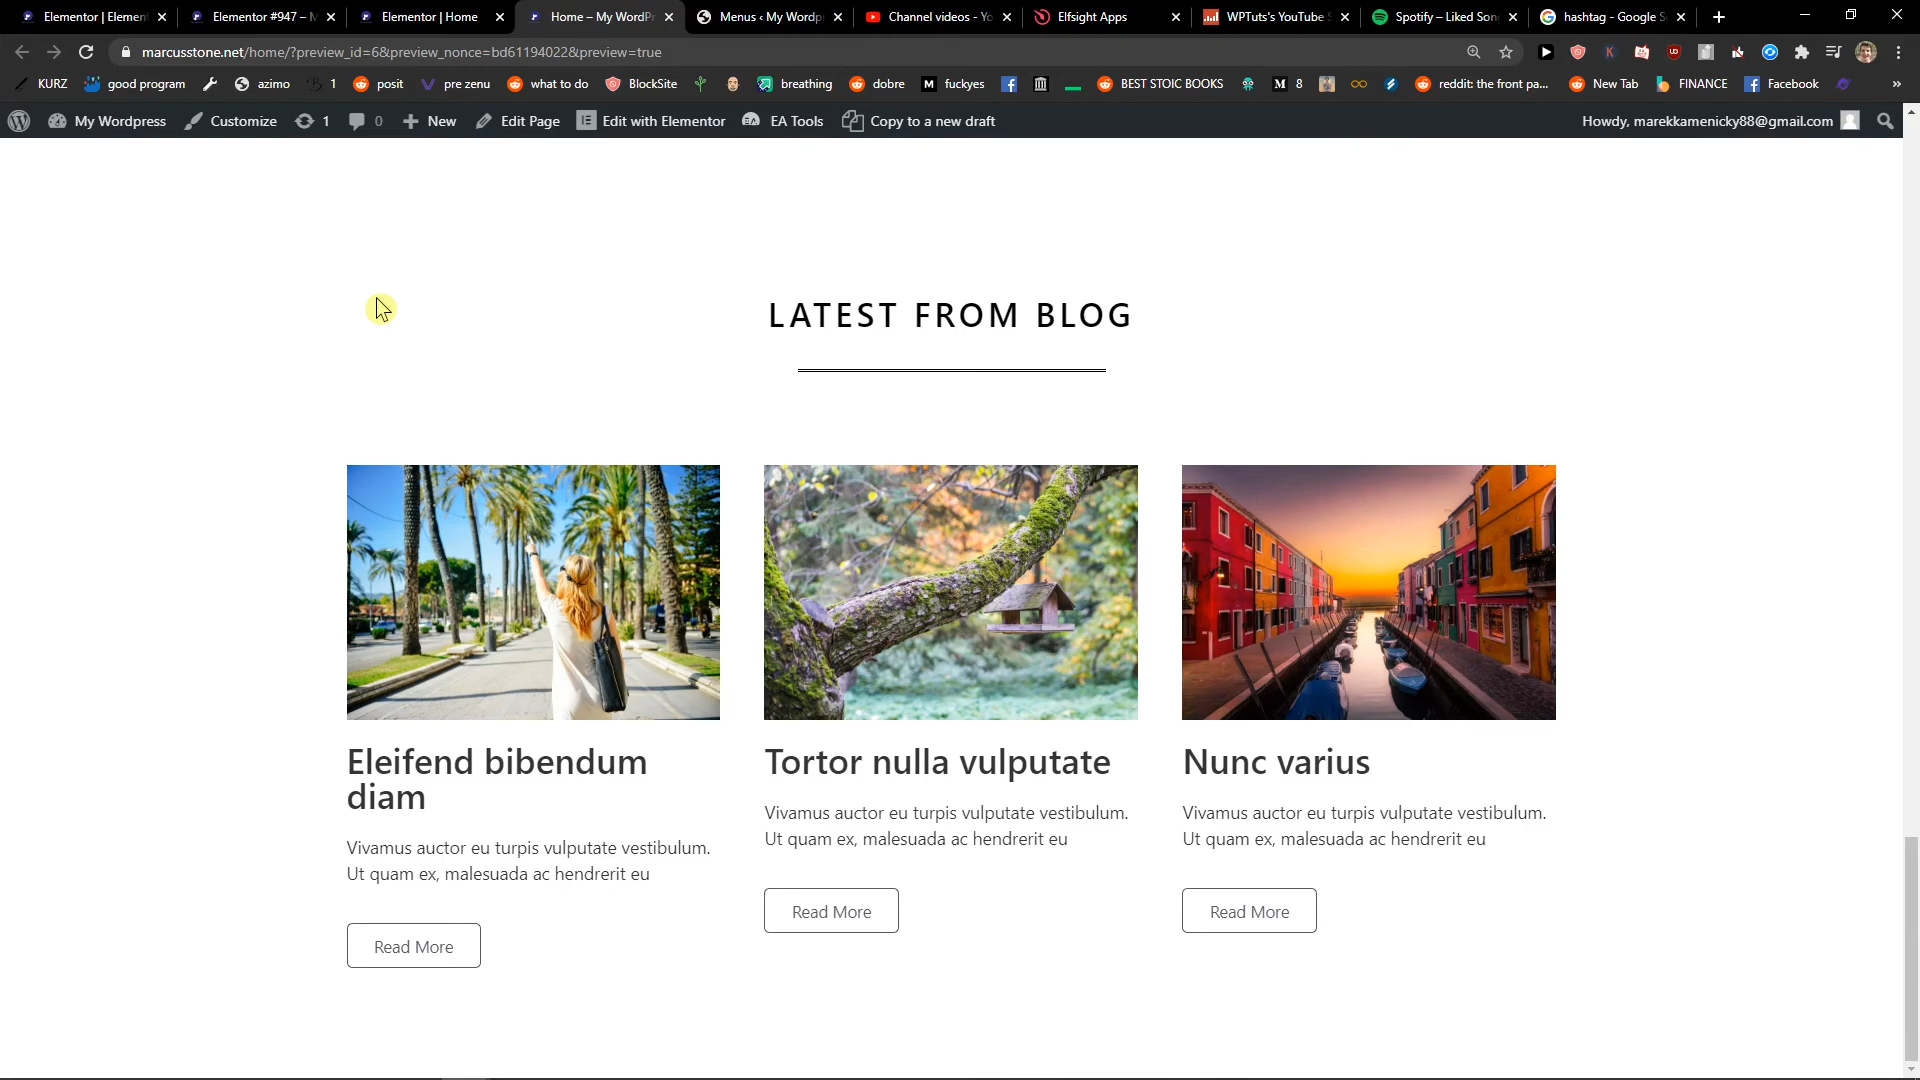 Elementor | Element
Elementor #947 – M
Elementor | Home
Home – My WordPr
Menus ‹ My Wordp
Channel videos - Yo
Elfsight Apps
WPTuts's YouTube S
Spotify – Liked Son
hashtag - Google Se
marcusstone.net/home/?preview_id=6&preview_nonce=bd61194022&preview=true
KURZ
good program
azimo
1
posit
pre zenu
what to do
BlockSite
breathing
dobre
fuckyes
BEST STOIC BOOKS
8
reddit: the front pa...
New Tab
FINANCE
Facebook
»
My Wordpress
Customize
1
0
New
Edit Page
Edit with Elementor
EA Tools
Copy to a new draft
Howdy, marekkamenicky88@gmail.com
LATEST FROM BLOG
Eleifend bibendum
diam
Vivamus auctor eu turpis vulputate vestibulum.
Ut quam ex, malesuada ac hendrerit eu
Read More
Tortor nulla vulputate
Vivamus auctor eu turpis vulputate vestibulum.
Ut quam ex, malesuada ac hendrerit eu
Read More
Nunc varius
Vivamus auctor eu turpis vulputate vestibulum.
Ut quam ex, malesuada ac hendrerit eu
Read More